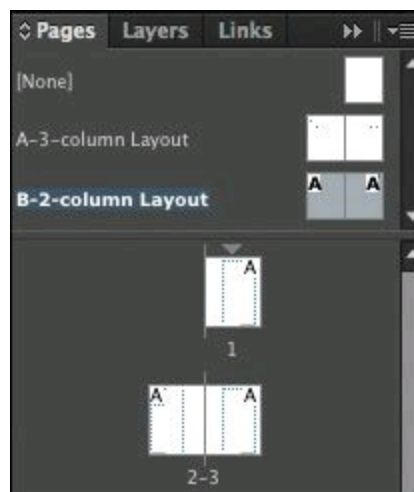 Pages Layers Links
[None]
A-3-column Layout
B-2-column Layout
A A
A
1
A A
2-3